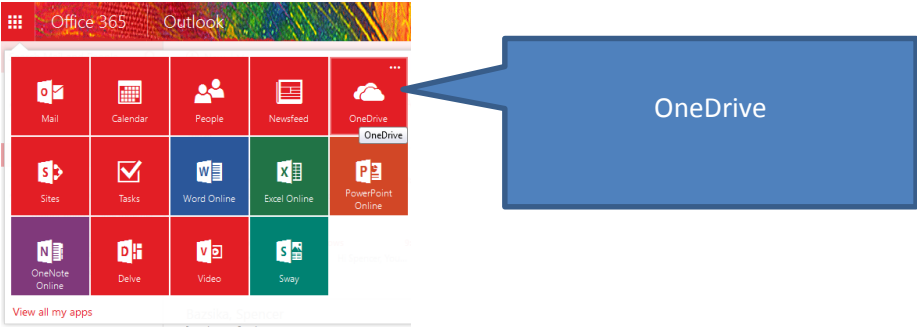 Office 365 Outlook
Mail Calendar People Newsfeed OneDrive
OneDrive
OneDrive
Sites Tasks Word Online Excel Online PowerPoint
Online
OneNote
Online Delve Video Sway
View all my apps